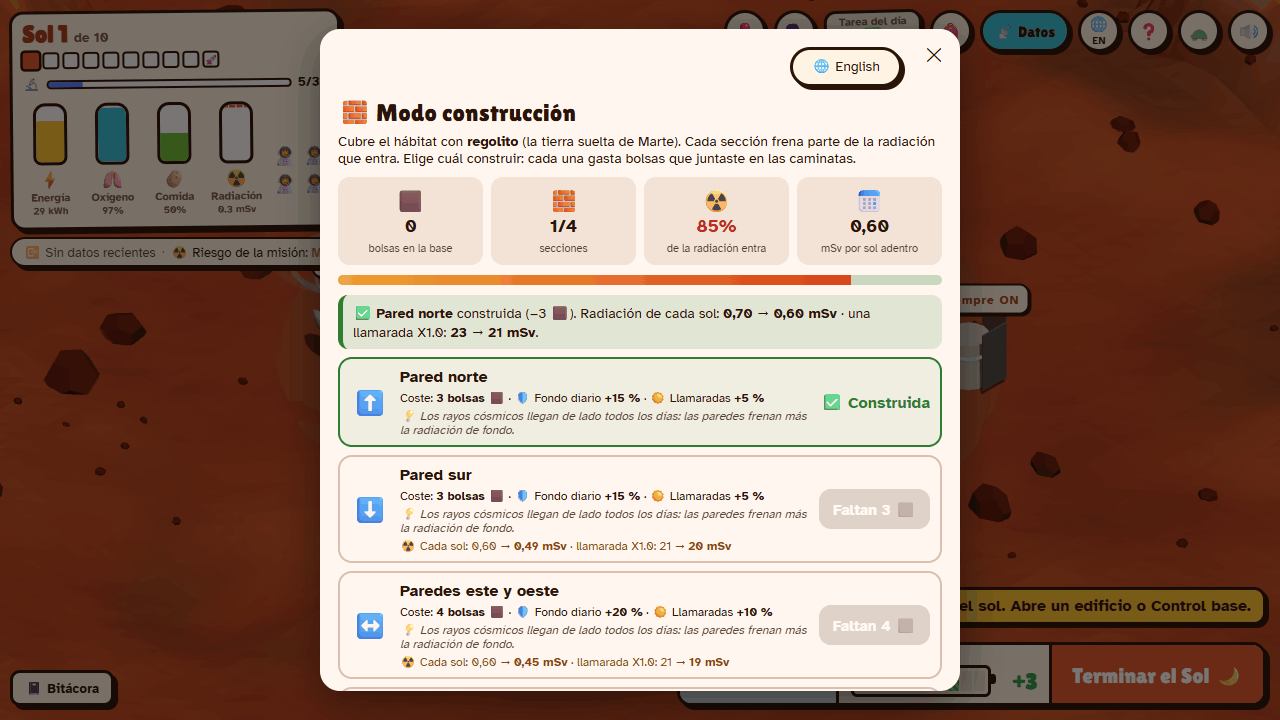 Sol 1 de 10
Tarea del día
Datos
EN
5/3
Energía
29 kWh
Oxígeno
97%
Comida
50%
Radiación
0.3 mSv
Sin datos recientes ·
Riesgo de la misión:
English
Modo construcción
Cubre el hábitat con regolito (la tierra suelta de Marte). Cada sección frena parte de la radiación
que entra. Elige cuál construir: cada una gasta bolsas que juntaste en las caminatas.
0
bolsas en la base
1/4
secciones
85%
de la radiación entra
0,60
mSv por sol adentro
Pared norte construida (−3 ). Radiación de cada sol: 0,70 → 0,60 mSv · una
llamarada X1.0: 23 → 21 mSv.
Pared norte
Coste: 3 bolsas · Fondo diario +15 % · Llamaradas +5 %
Los rayos cósmicos llegan de lado todos los días: las paredes frenan más
la radiación de fondo.
Construida
Pared sur
Coste: 3 bolsas · Fondo diario +15 % · Llamaradas +5 %
Los rayos cósmicos llegan de lado todos los días: las paredes frenan más
la radiación de fondo.
Cada sol: 0,60 → 0,49 mSv · llamarada X1.0: 21 → 20 mSv
Faltan 3
Paredes este y oeste
Coste: 4 bolsas · Fondo diario +20 % · Llamaradas +10 %
Los rayos cósmicos llegan de lado todos los días: las paredes frenan más
la radiación de fondo.
Cada sol: 0,60 → 0,45 mSv · llamarada X1.0: 21 → 19 mSv
Faltan 4
mpre ON
el sol. Abre un edificio o Control base.
Bitácora
+3
Terminar el Sol